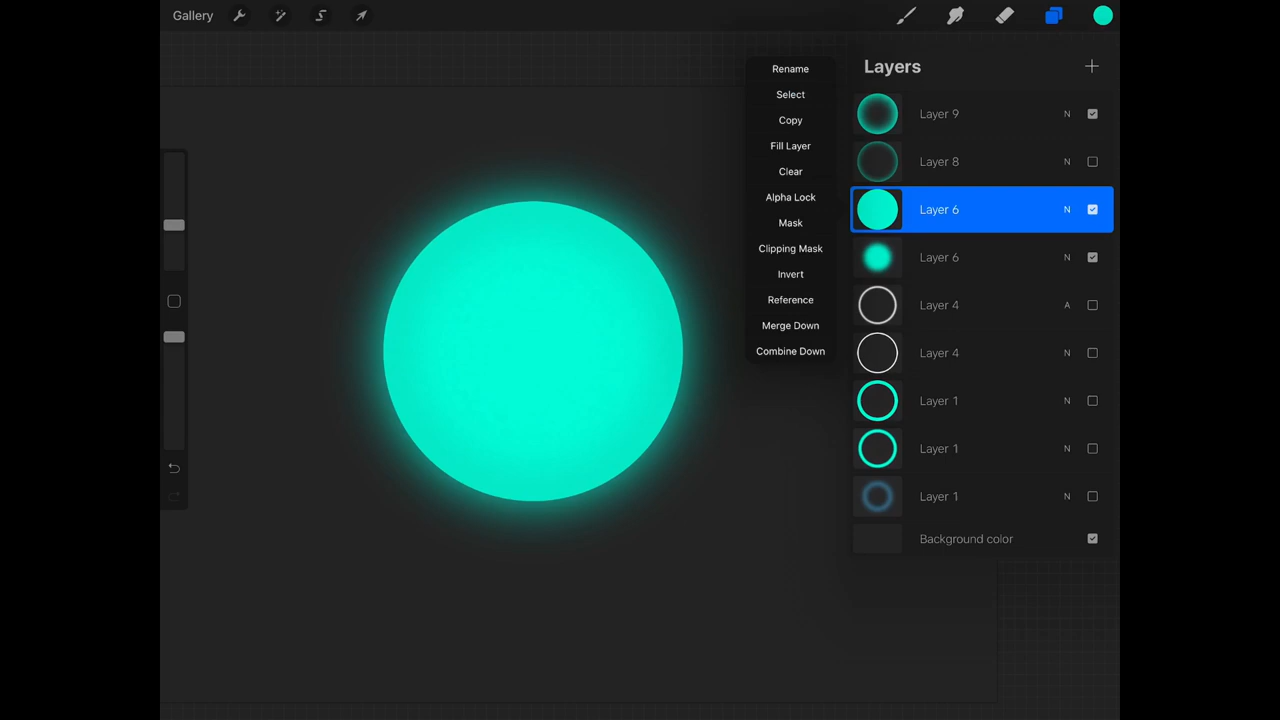 Gallery
Rename
Select
Copy
Fill Layer
Clear
Alpha Lock
Mask
Clipping Mask
Invert
Reference
Merge Down
Combine Down
Layers
Layer 9 N
Layer 8 N
Layer 6 N
Layer 6 N
Layer 4 A
Layer 4 N
Layer 1 N
Layer 1 N
Layer 1 N
Background color